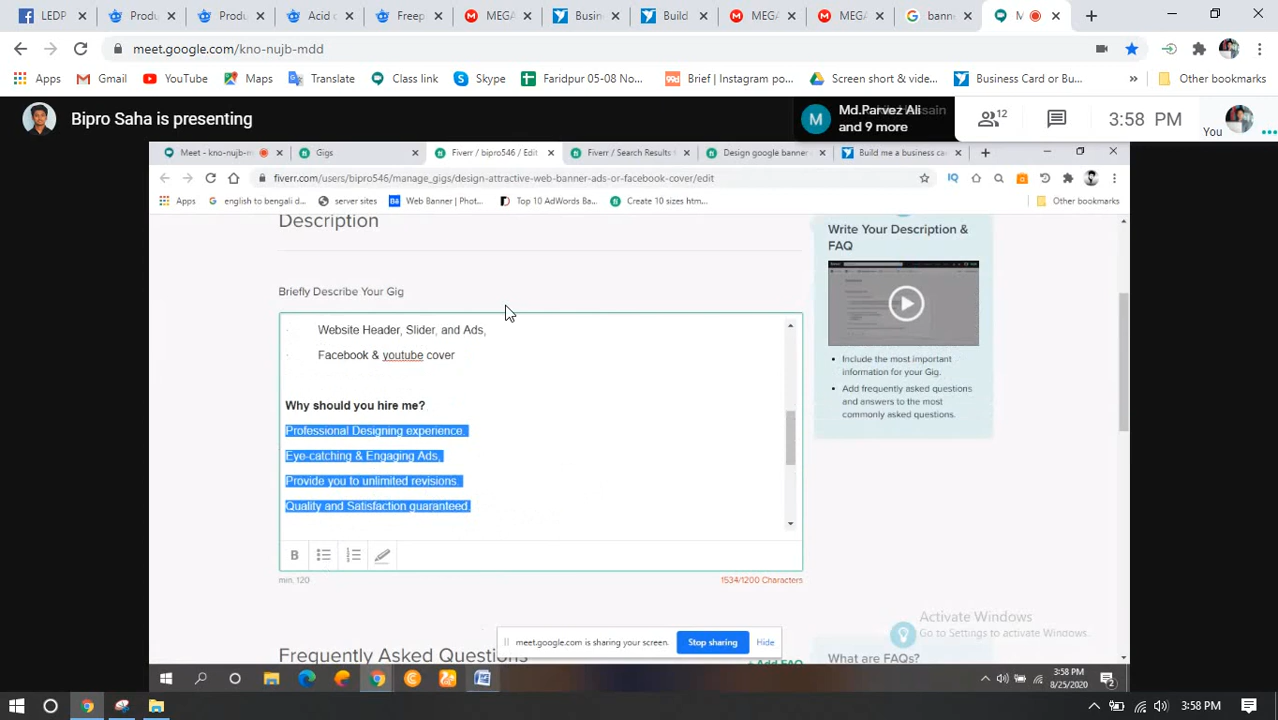 LEDP
Produ
Produ
Acid c
Freep
MEGA
Busin
Build
MEGA
MEGA
bann
M
meet.google.com/kno-nujb-mdd
Apps
Gmail
YouTube
Maps
Translate
Class link
Skype
Faridpur 05-08 No...
Brief | Instagram po...
Screen short & vide...
Business Card or Bu...
»
Other bookmarks
Bipro Saha is presenting
M
Md.Parvez Ali
and 9 more
12
3:58 PM
You
Meet - kno-nujb-m
Gigs
Fiverr / bipro546 / Edit
Fiverr / Search Results
Design google banner
Build me a business ca
fiverr.com/users/bipro546/manage_gigs/design-attractive-web-banner-ads-or-facebook-cover/edit
Apps
english to bengali d...
server sites
Web Banner | Phot...
Top 10 AdWords Ba...
Create 10 sizes htm...
Other bookmarks
Description
Briefly Describe Your Gig
Website Header, Slider, and Ads,
Facebook & youtube cover
Why should you hire me?
Professional Designing experience.
Eye-catching & Engaging Ads,
Provide you to unlimited revisions.
Quality and Satisfaction guaranteed.
B
min. 120
1534/1200 Characters
Write Your Description &
FAQ
• Include the most important
information for your Gig.
• Add frequently asked questions
and answers to the most
commonly asked questions.
Activate Windows
Go to Settings to activate Windows.
meet.google.com is sharing your screen.
Stop sharing
Hide
Frequently Asked Questions
+ Add FAQ
What are FAQs?
3:58 PM
8/25/2020
2
3:58 PM